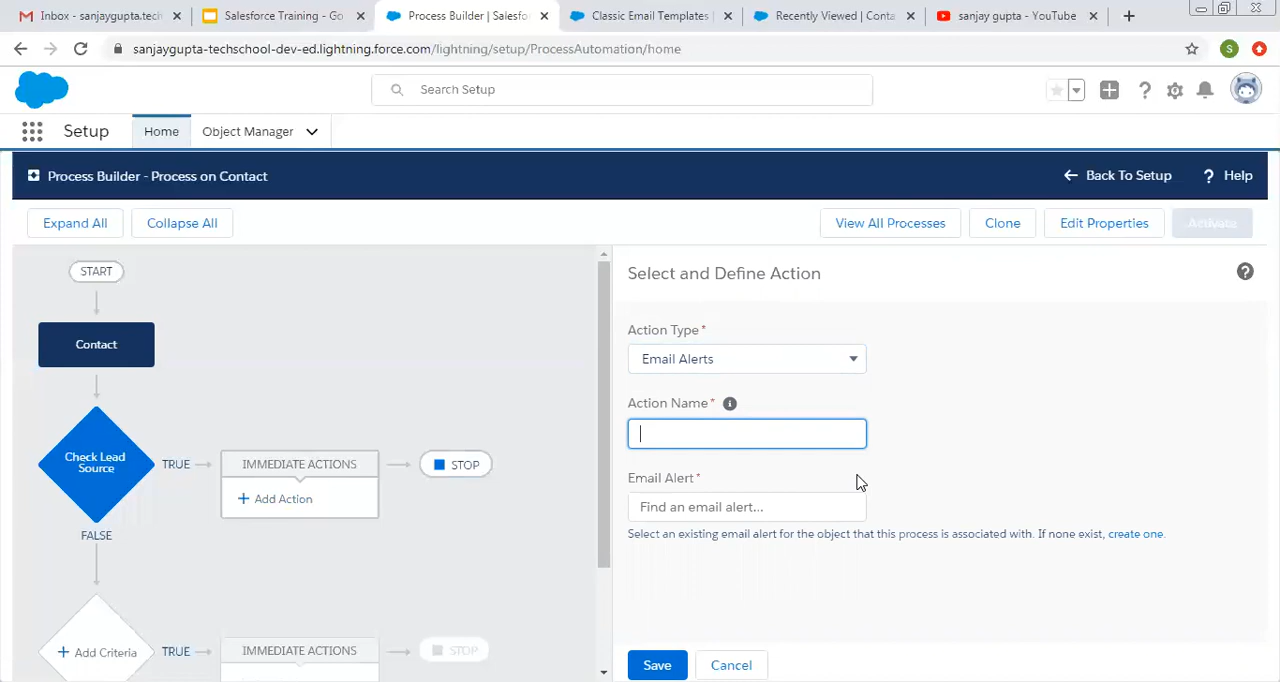 Inbox - sanjaygupta.tech
Salesforce Training - Go
Process Builder | Salesfo
Classic Email Templates |
Recently Viewed | Conta
sanjay gupta - YouTube
sanjaygupta-techschool-dev-ed.lightning.force.com/lightning/setup/ProcessAutomation/home
S
Search Setup
Setup
Home
Object Manager
Process Builder - Process on Contact
Back To Setup
? Help
Expand All
Collapse All
View All Processes
Clone
Edit Properties
Activate
START
Contact
Check Lead
Source
TRUE
IMMEDIATE ACTIONS
+ Add Action
STOP
FALSE
+ Add Criteria
TRUE
IMMEDIATE ACTIONS
STOP
Select and Define Action
Action Type*
Email Alerts
Action Name*
Email Alert*
Find an email alert...
Select an existing email alert for the object that this process is associated with. If none exist, create one.
Save
Cancel